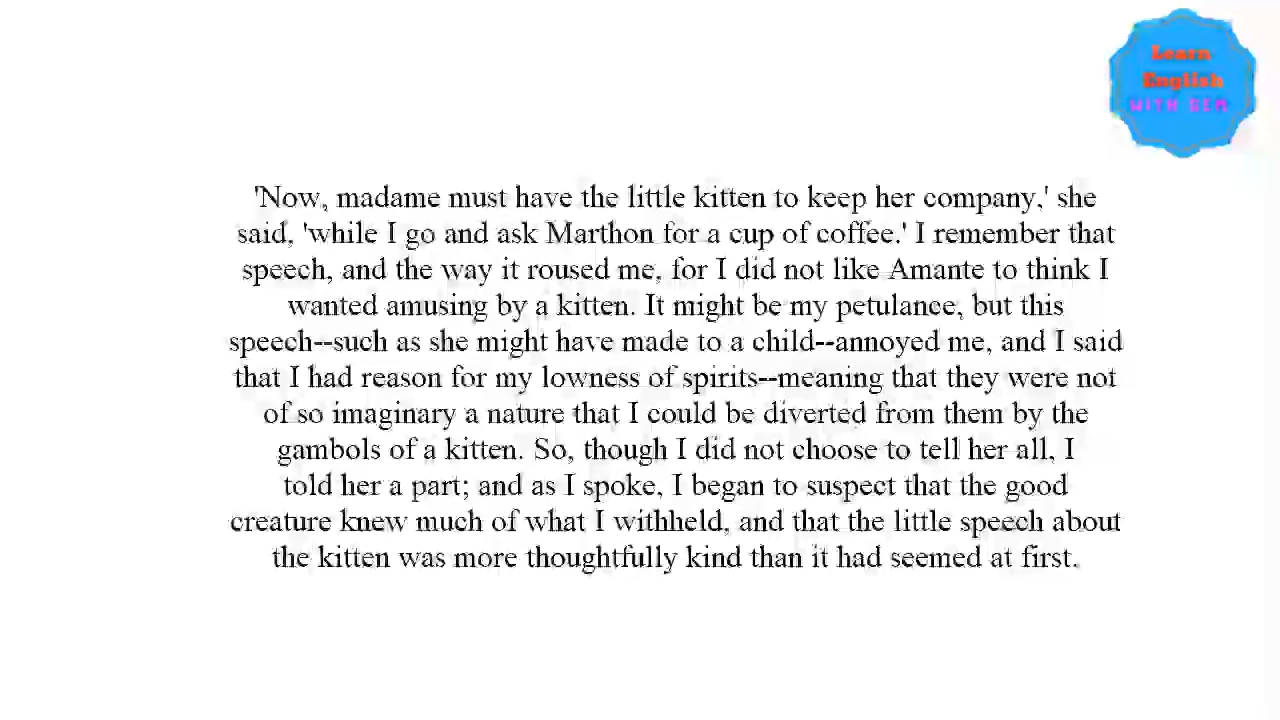 Learn
English
WITH GEM
'Now, madame must have the little kitten to keep her company,' she
said, 'while I go and ask Marthon for a cup of coffee.' I remember that
speech, and the way it roused me, for I did not like Amante to think I
wanted amusing by a kitten. It might be my petulance, but this
speech--such as she might have made to a child--annoyed me, and I said
that I had reason for my lowness of spirits--meaning that they were not
of so imaginary a nature that I could be diverted from them by the
gambols of a kitten. So, though I did not choose to tell her all, I
told her a part; and as I spoke, I began to suspect that the good
creature knew much of what I withheld, and that the little speech about
the kitten was more thoughtfully kind than it had seemed at first.